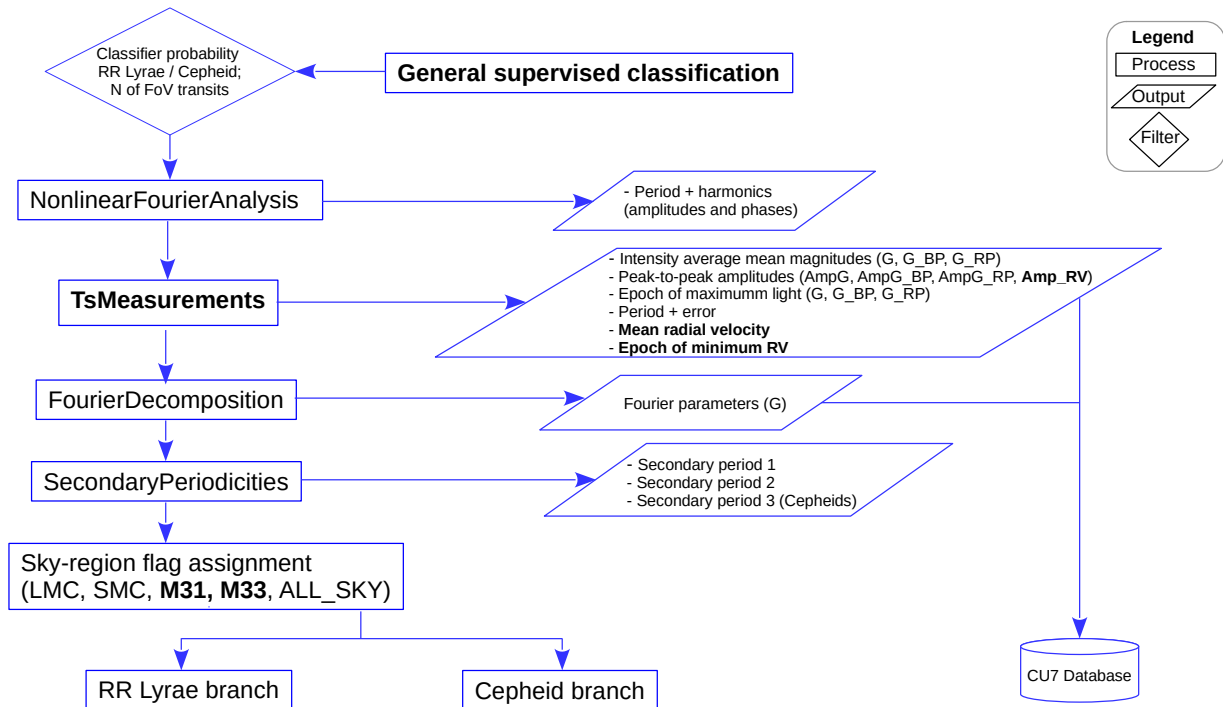 Classifier probability
RR Lyrae / Cepheid;
N of FoV transits
General supervised classification
Legend
Process
Output
Filter
NonlinearFourierAnalysis
- Period + harmonics
(amplitudes and phases)
TsMeasurements
- Intensity average mean magnitudes (G, G_BP, G_RP)
- Peak-to-peak amplitudes (AmpG, AmpG_BP, AmpG_RP, Amp_RV)
- Epoch of maximumm light (G, G_BP, G_RP)
- Period + error
- Mean radial velocity
- Epoch of minimum RV
FourierDecomposition
Fourier parameters (G)
SecondaryPeriodicities
- Secondary period 1
- Secondary period 2
- Secondary period 3 (Cepheids)
Sky-region flag assignment
(LMC, SMC, M31, M33, ALL_SKY)
RR Lyrae branch
Cepheid branch
CU7 Database